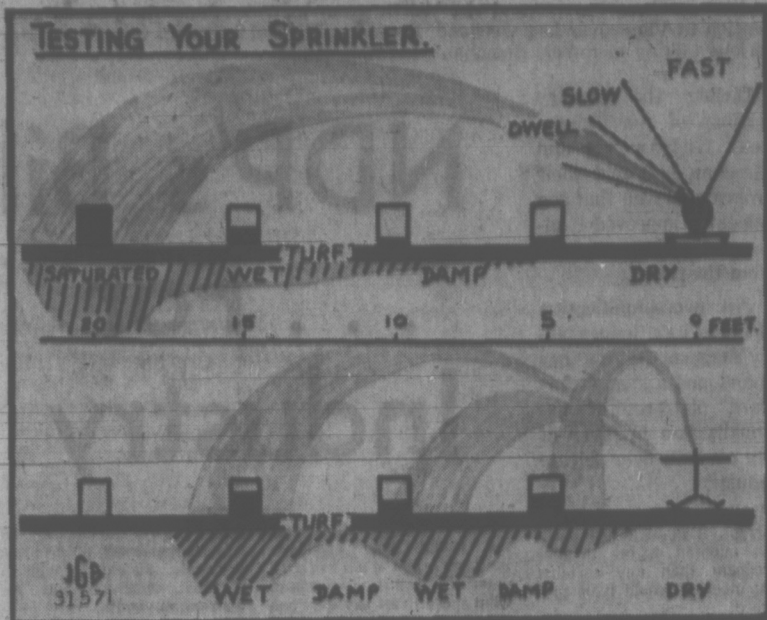 TESTING YOUR SPRINKLER.
FAST
SLOW
DWELL
TURF
SATURATED WET DAMP DRY
20 15 10 5 0 FEET.
TURF
WET DAMP WET DAMP DRY
JGD
31571